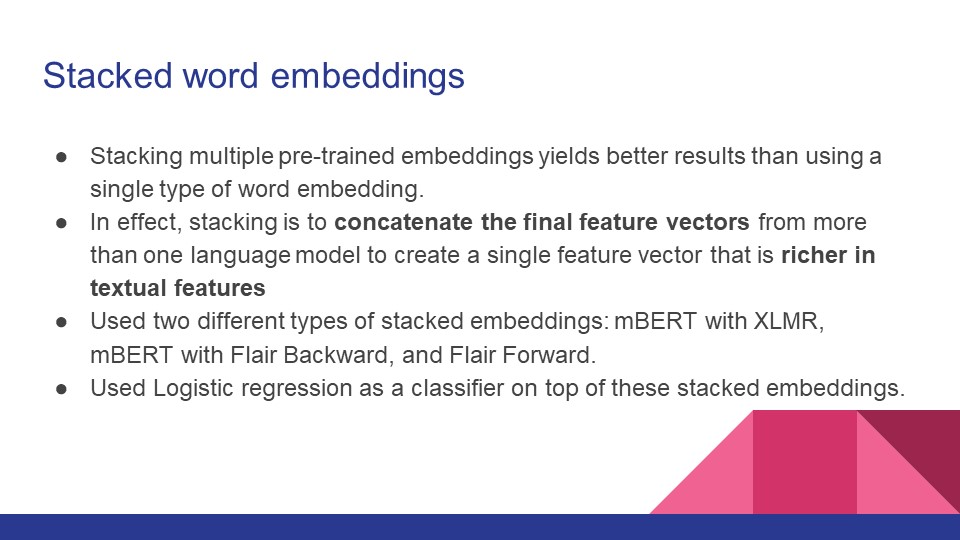 Stacked word embeddings
● Stacking multiple pre-trained embeddings yields better results than using a
single type of word embedding.
● In effect, stacking is to concatenate the final feature vectors from more
than one language model to create a single feature vector that is richer in
textual features
● Used two different types of stacked embeddings: mBERT with XLMR,
mBERT with Flair Backward, and Flair Forward.
● Used Logistic regression as a classifier on top of these stacked embeddings.